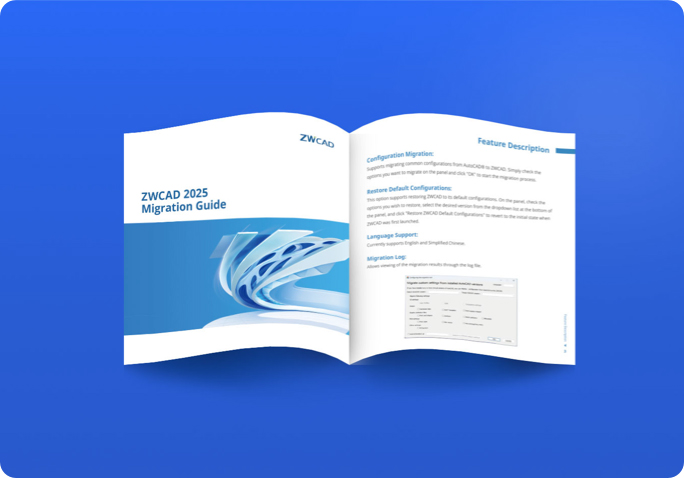 ZWCAD
ZWCAD 2025
Migration Guide
Feature Description
Configuration Migration:
Supports migrating common configurations from AutoCAD® to ZWCAD. Simply check the
options you want to migrate on the panel and click "OK" to start the migration process.
Restore Default Configurations:
This option supports restoring ZWCAD to its default configurations. On the panel, check the
options you wish to restore, select the desired version from the dropdown list at the bottom of
the panel, and click "Restore ZWCAD Default Configurations" to revert to the initial state when
ZWCAD was first launched.
Language Support:
Currently supports English and Simplified Chinese.
Migration Log:
Allows viewing of the migration results through the log file.